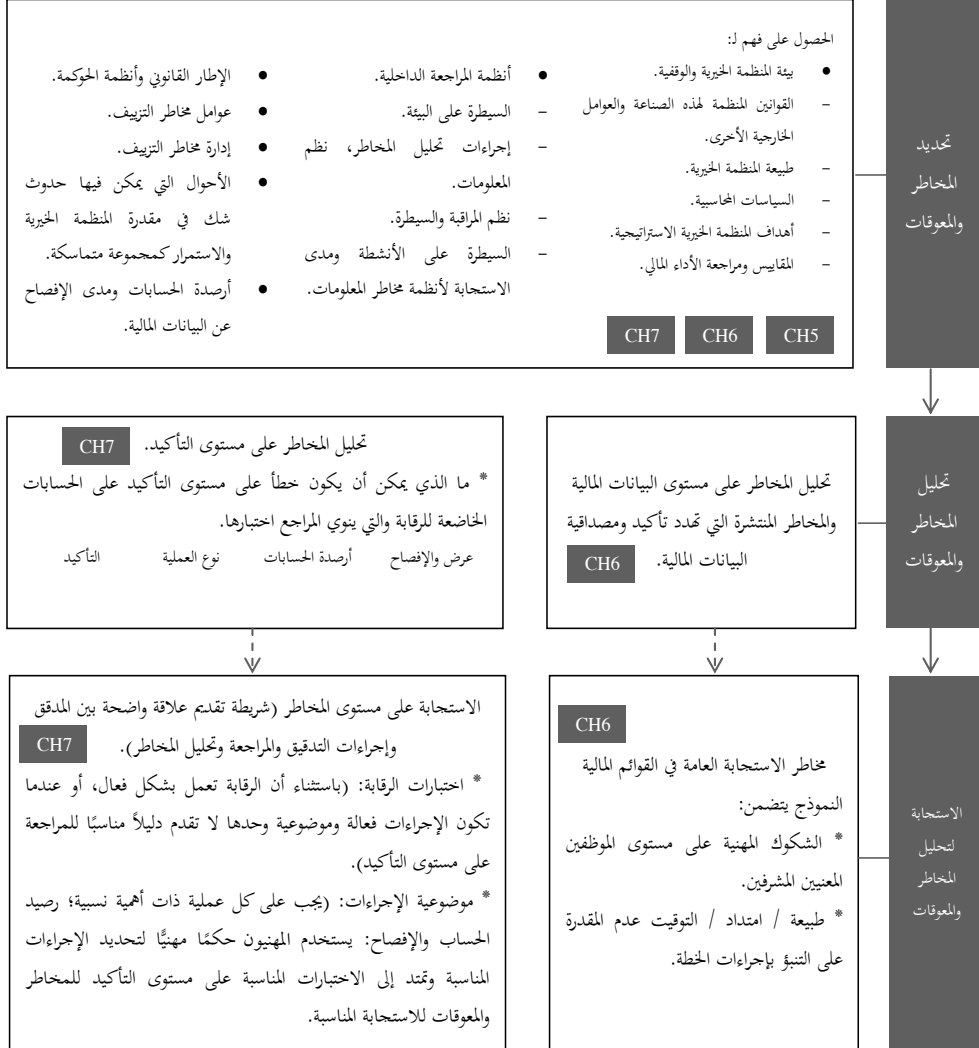 تحديد
المخاطر
والمعوقات
الحصول على فهم لـ:
● بيئة المنظمة الخيرية والوقفية.
– القوانين المنظمة لهذه الصناعة والعوامل
الخارجية الأخرى.
– طبيعة المنظمة الخيرية.
– السياسات المحاسبية.
– أهداف المنظمة الخيرية الاستراتيجية.
– المقاييس ومراجعة الأداء المالي.
● أنظمة المراجعة الداخلية.
– السيطرة على البيئة.
– إجراءات تحليل المخاطر، نظم
المعلومات.
– نظم المراقبة والسيطرة.
– السيطرة على الأنشطة ومدى
الاستجابة لأنظمة مخاطر المعلومات.
● الإطار القانوني وأنظمة الحوكمة.
● عوامل مخاطر التزييف.
● إدارة مخاطر التزييف.
● الأحوال التي يمكن فيها حدوث
شك في مقدرة المنظمة الخيرية
والاستمرار كمجموعة متماسكة.
● أرصدة الحسابات ومدى الإفصاح
عن البيانات المالية.
CH5
CH6
CH7
تحليل
المخاطر
والمعوقات
تحليل المخاطر على مستوى البيانات المالية
والمخاطر المنتشرة التي تهدد تأكيد ومصداقية
البيانات المالية. CH6
تحليل المخاطر على مستوى التأكيد. CH7
* ما الذي يمكن أن يكون خطأ على مستوى التأكيد على الحسابات
الخاضعة للرقابة والتي ينوي المراجع اختبارها.
عرض والإفصاح أرصدة الحسابات نوع العملية التأكيد
الاستجابة
لتحليل
المخاطر
والمعوقات
CH6
مخاطر الاستجابة العامة في القوائم المالية
النموذج يتضمن:
* الشكوك المهنية على مستوى الموظفين
المعنيين المشرفين.
* طبيعة / امتداد / التوقيت عدم المقدرة
على التنبؤ بإجراءات الخطة.
الاستجابة على مستوى المخاطر (شريطة تقديم علاقة واضحة بين المدقق
وإجراءات التدقيق والمراجعة وتحليل المخاطر). CH7
* اختبارات الرقابة: (باستثناء أن الرقابة تعمل بشكل فعال، أو عندما
تكون الإجراءات فعالة وموضوعية وحدها لا تقدم دليلاً مناسبًا للمراجعة
على مستوى التأكيد).
* موضوعية الإجراءات: (يجب على كل عملية ذات أهمية نسبية؛ رصيد
الحساب والإفصاح: يستخدم المهنيون حكمًا مهنيًّا لتحديد الإجراءات
المناسبة وتمتد إلى الاختبارات المناسبة على مستوى التأكيد للمخاطر
والمعوقات للاستجابة المناسبة.